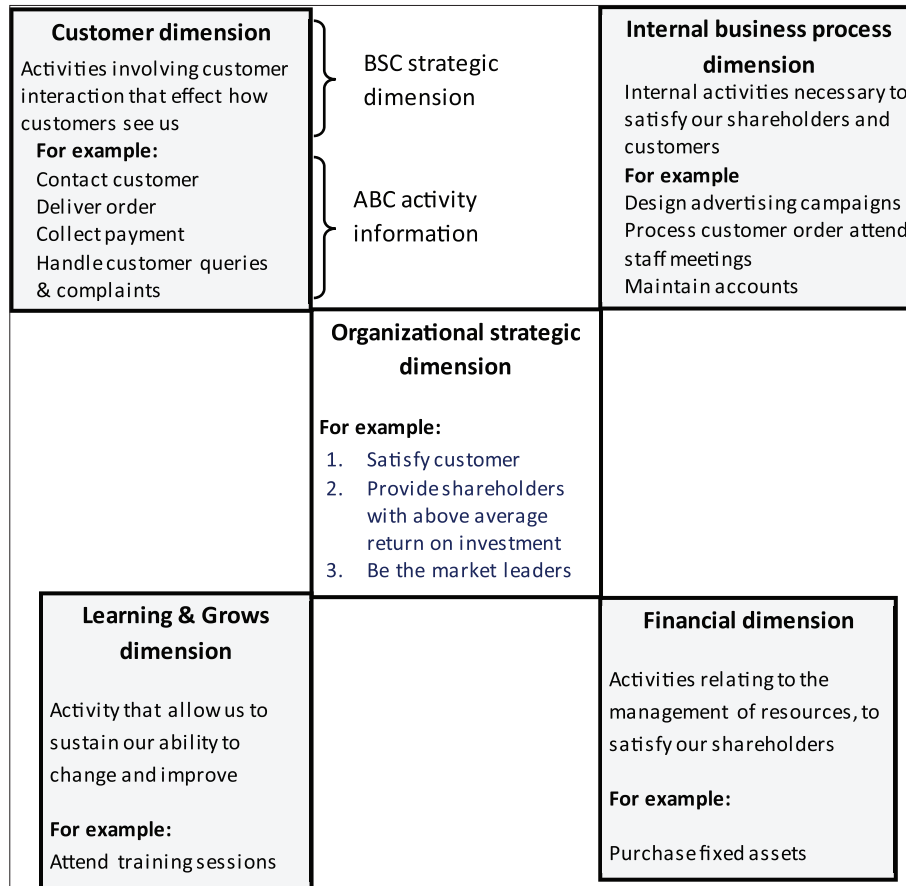 Customer dimension
Activities involving customer
interaction that effect how
customers see us
For example:
Contact customer
Deliver order
Collect payment
Handle customer queries
& complaints
BSC strategic
dimension
ABC activity
information
Internal business process
dimension
Internal activities necessary to
satisfy our shareholders and
customers
For example
Design advertising campaigns
Process customer order attend
staff meetings
Maintain accounts
Organizational strategic
dimension
For example:
1. Satisfy customer
2. Provide shareholders
with above average
return on investment
3. Be the market leaders
Learning & Grows
dimension
Activity that allow us to
sustain our ability to
change and improve
For example:
Attend training sessions
Financial dimension
Activities relating to the
management of resources, to
satisfy our shareholders
For example:
Purchase fixed assets